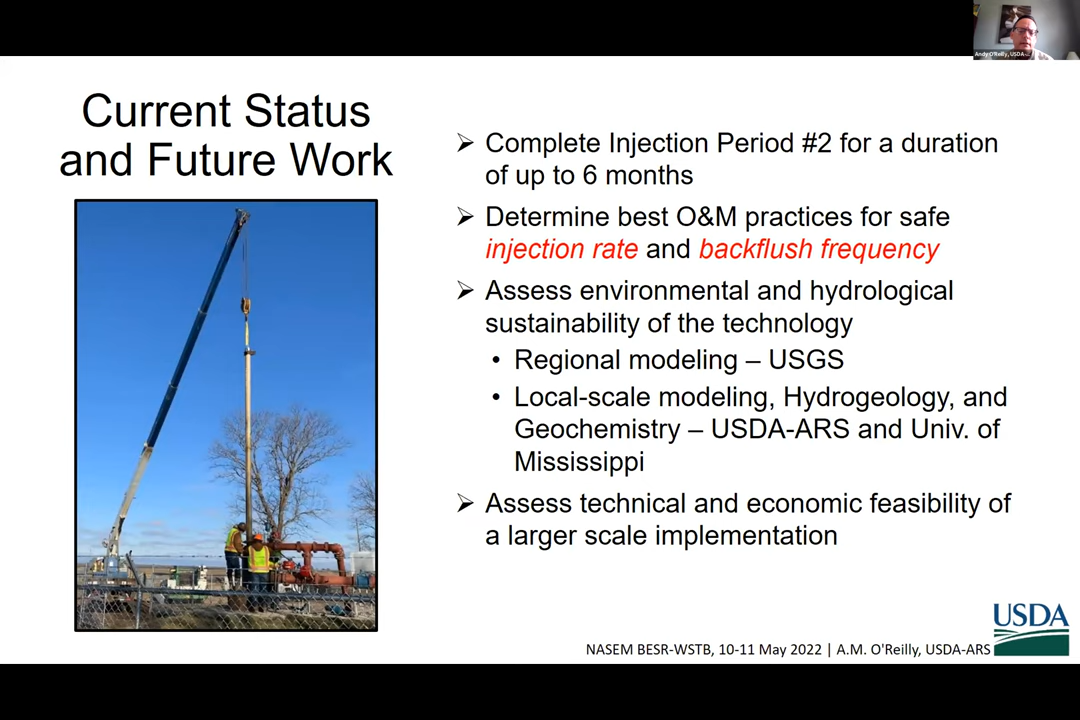 Andy O'Reilly, USDA
Current Status
and Future Work
➢ Complete Injection Period #2 for a duration
of up to 6 months
➢ Determine best O&M practices for safe
injection rate and backflush frequency
➢ Assess environmental and hydrological
sustainability of the technology
• Regional modeling – USGS
• Local-scale modeling, Hydrogeology, and
Geochemistry – USDA-ARS and Univ. of
Mississippi
➢ Assess technical and economic feasibility of
a larger scale implementation
USDA
NASEM BESR-WSTB, 10-11 May 2022 | A.M. O'Reilly, USDA-ARS